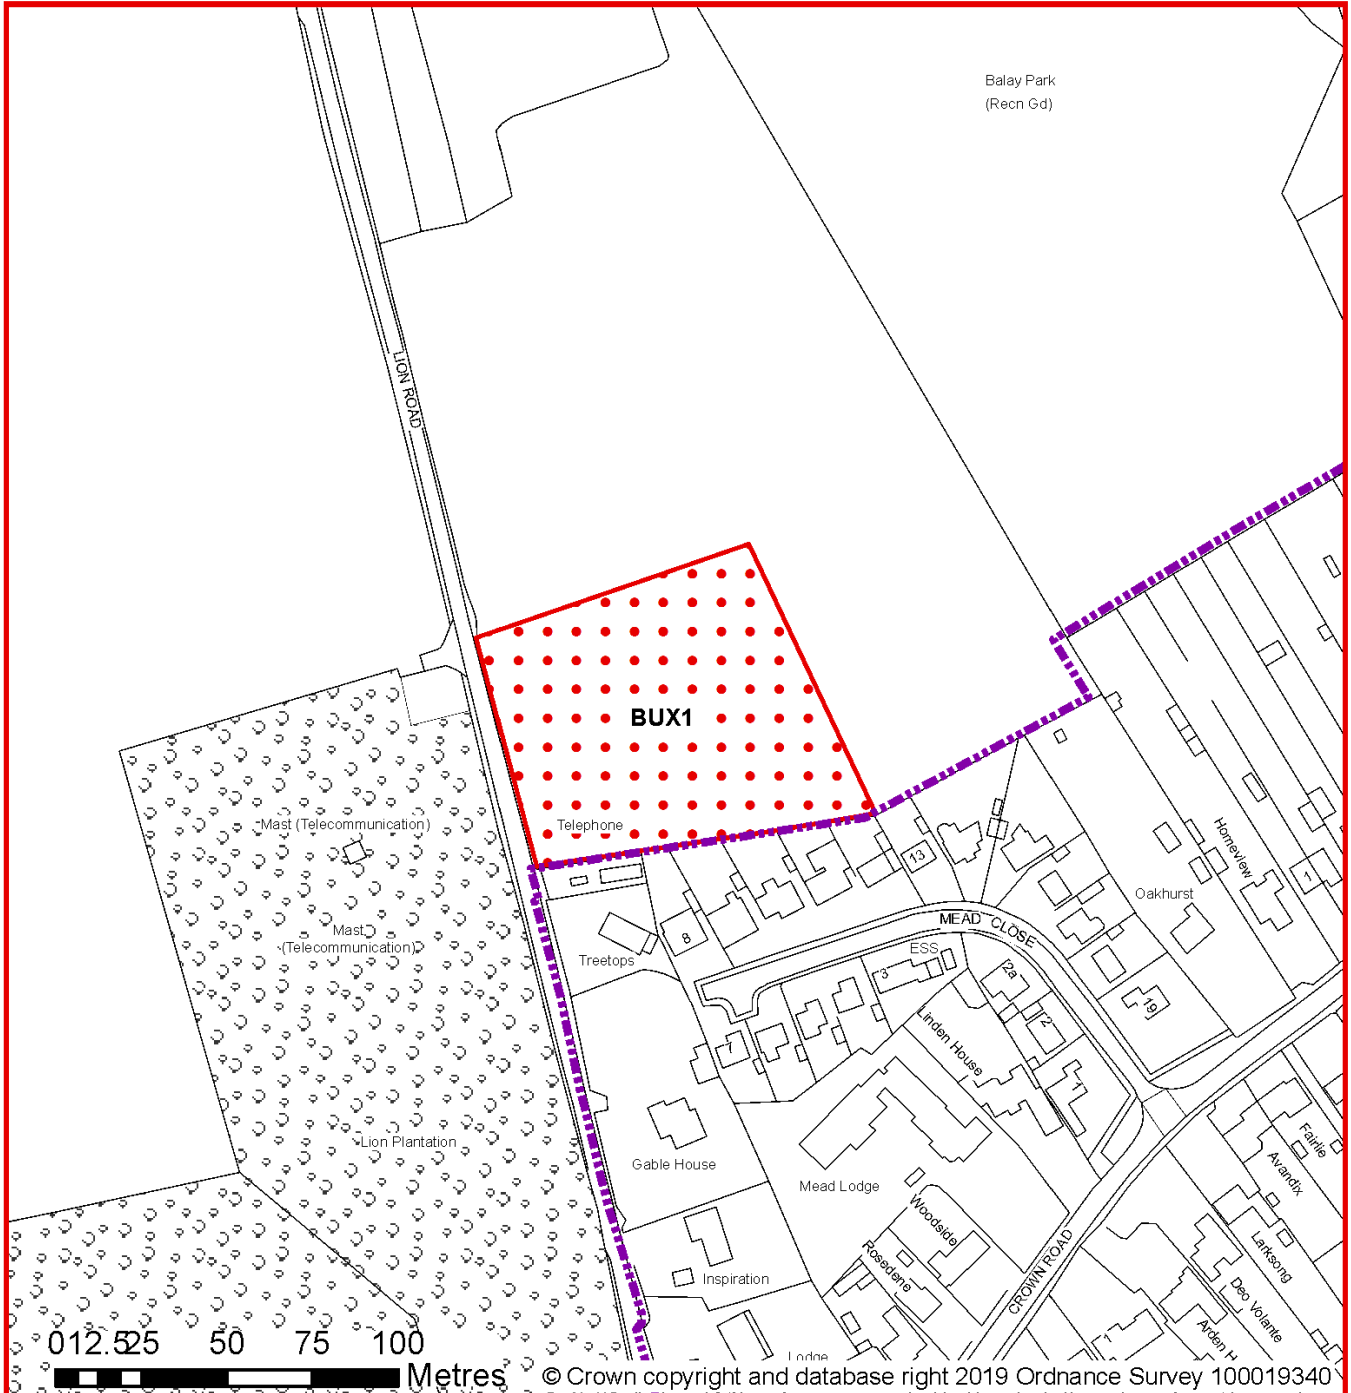 Balay Park
(Recn Gd)
LION ROAD
BUX1
Telephone
Mast (Telecommunication)
Mast
(Telecommunication)
Lion Plantation
Treetops
8
13
MEAD CLOSE
ESS
3
2a
2
1
7
19
Oakhurst
Homeview
1
Linden House
Gable House
Mead Lodge
Woodside
Rosedene
Inspiration
Lodge
CROWN ROAD
Fairlie
Avandix
Larksong
Deo Volante
Arden H
1
0 12.5 25 50 75 100
Metres
© Crown copyright and database right 2019 Ordnance Survey 100019340